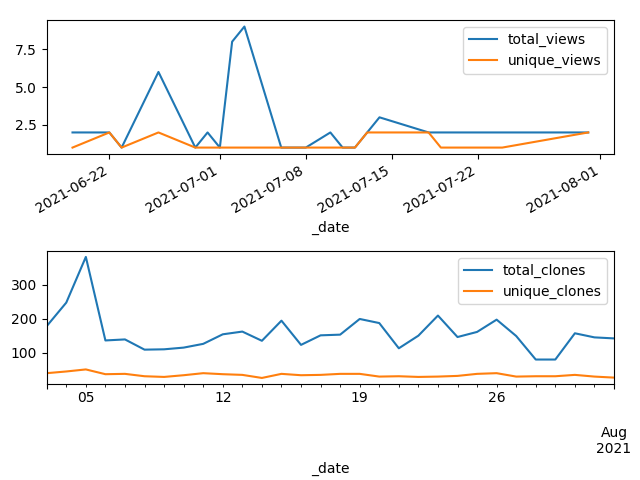 total_views
unique_views
7.5
5.0
2.5
2021-06-22
2021-07-01
2021-07-08
2021-07-15
2021-07-22
2021-08-01
_date
total_clones
unique_clones
300
200
100
05
12
19
26
Aug
2021
_date